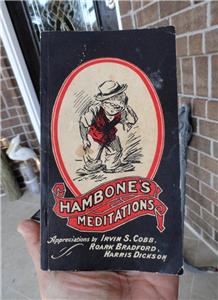 HAMBONE'S
MEDITATIONS
Appreciations by IRVIN S. COBB,
ROARK BRADFORD,
HARRIS DICKSON